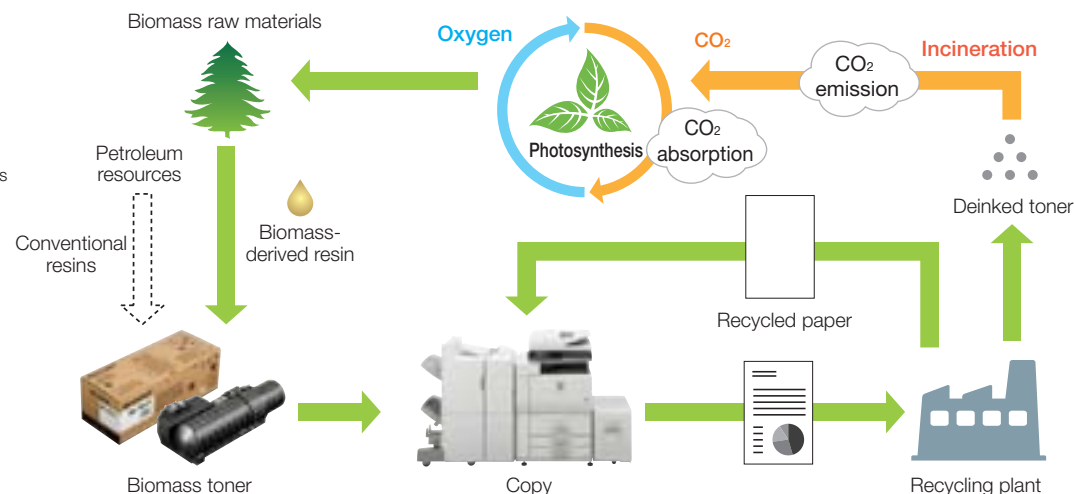 Biomass raw materials
Oxygen
CO₂
Incineration
CO₂
emission
CO₂
absorption
Photosynthesis
Petroleum
resources
s
Deinked toner
Conventional
resins
Biomass-
derived resin
Recycled paper
Biomass toner
Copy
Recycling plant